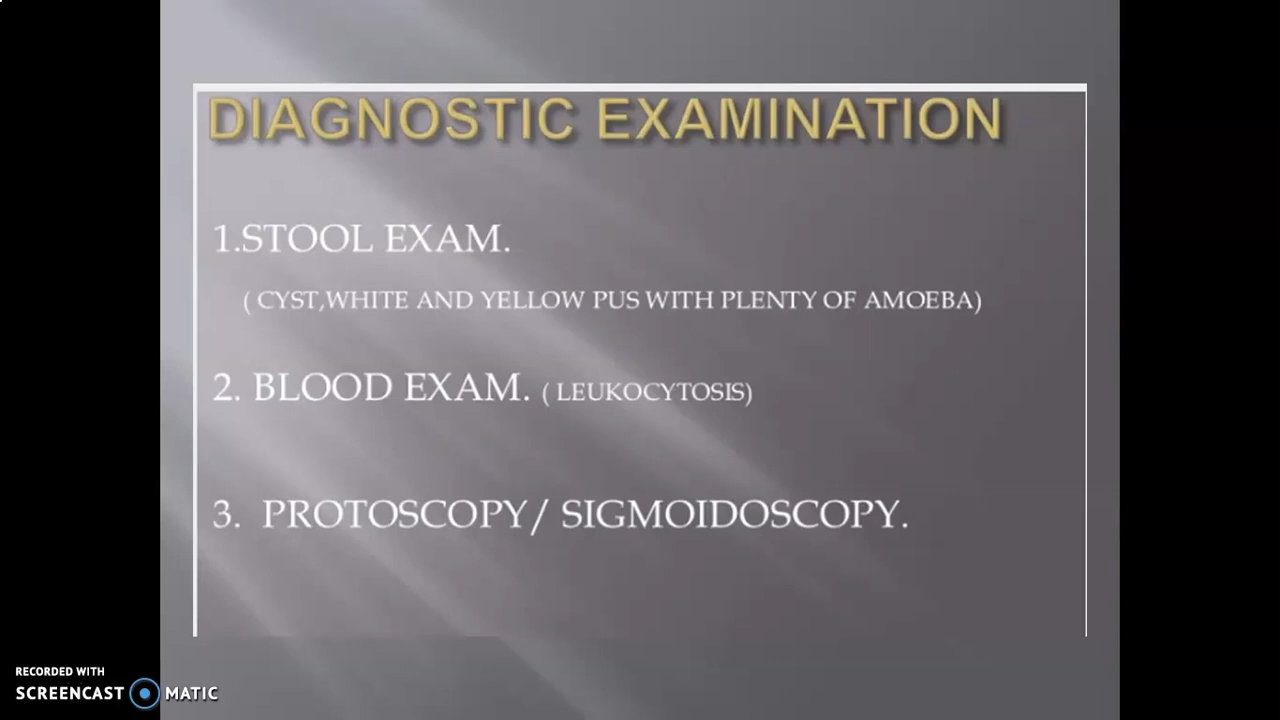 DIAGNOSTIC EXAMINATION
1.STOOL EXAM.
( CYST,WHITE AND YELLOW PUS WITH PLENTY OF AMOEBA)
2. BLOOD EXAM. ( LEUKOCYTOSIS)
3. PROTOSCOPY/ SIGMOIDOSCOPY.
RECORDED WITH
SCREENCAST MATIC